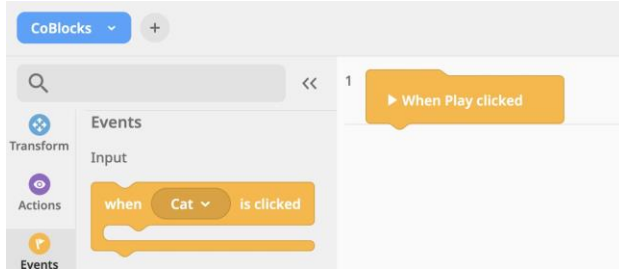 CoBlocks
+
1
When Play clicked
Transform
Events
Input
Actions
when Cat is clicked
Events